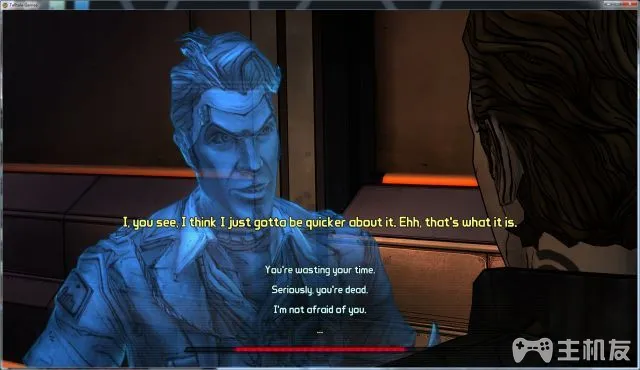 Telltale Games
I, you see, I think I just gotta be quicker about it. Ehh, that's what it is.
You're wasting your time.
Seriously, you're dead.
I'm not afraid of you.
...
主机友